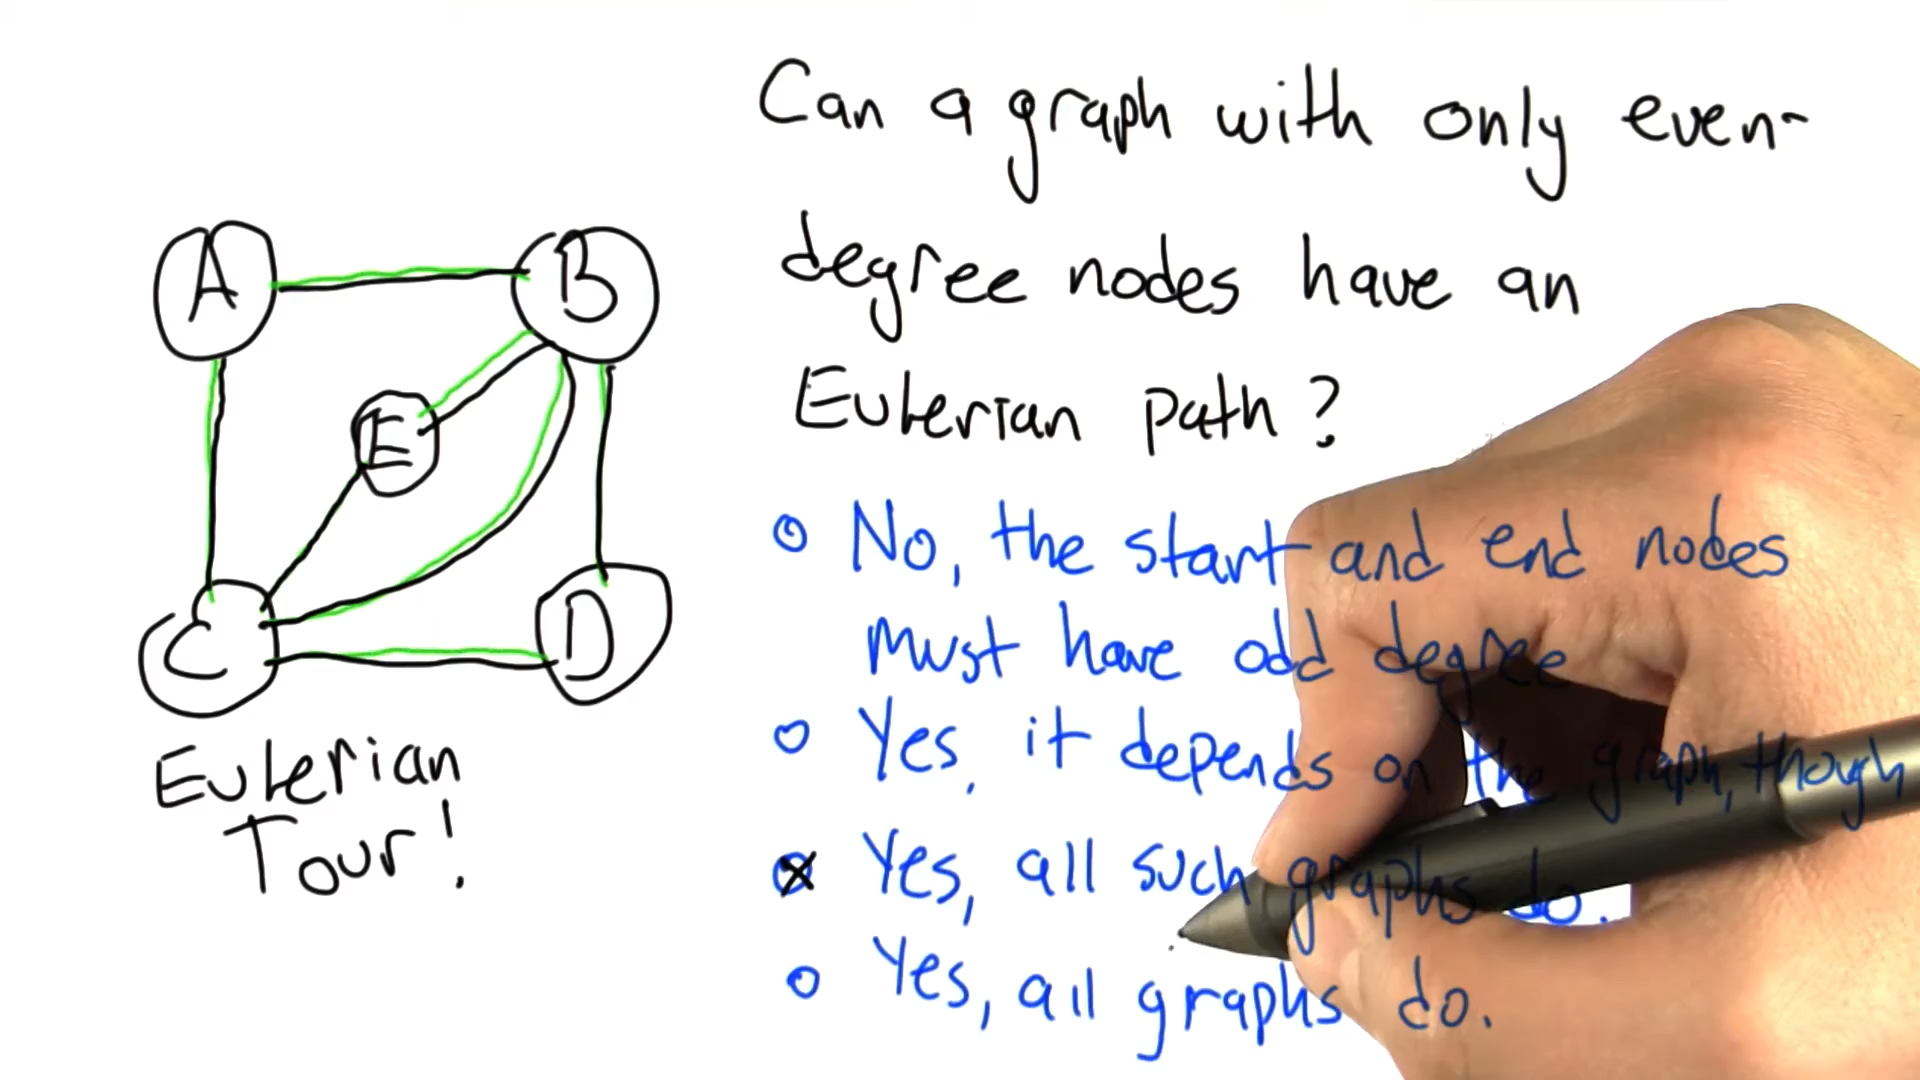 Can a graph with only even-
degree nodes have an
Eulerian path?
A
B
E
C
D
Eulerian
Tour!
No, the start and end nodes
must have odd degree
Yes, it depends on the graph, though
Yes, all such graphs do.
Yes, all graphs do.